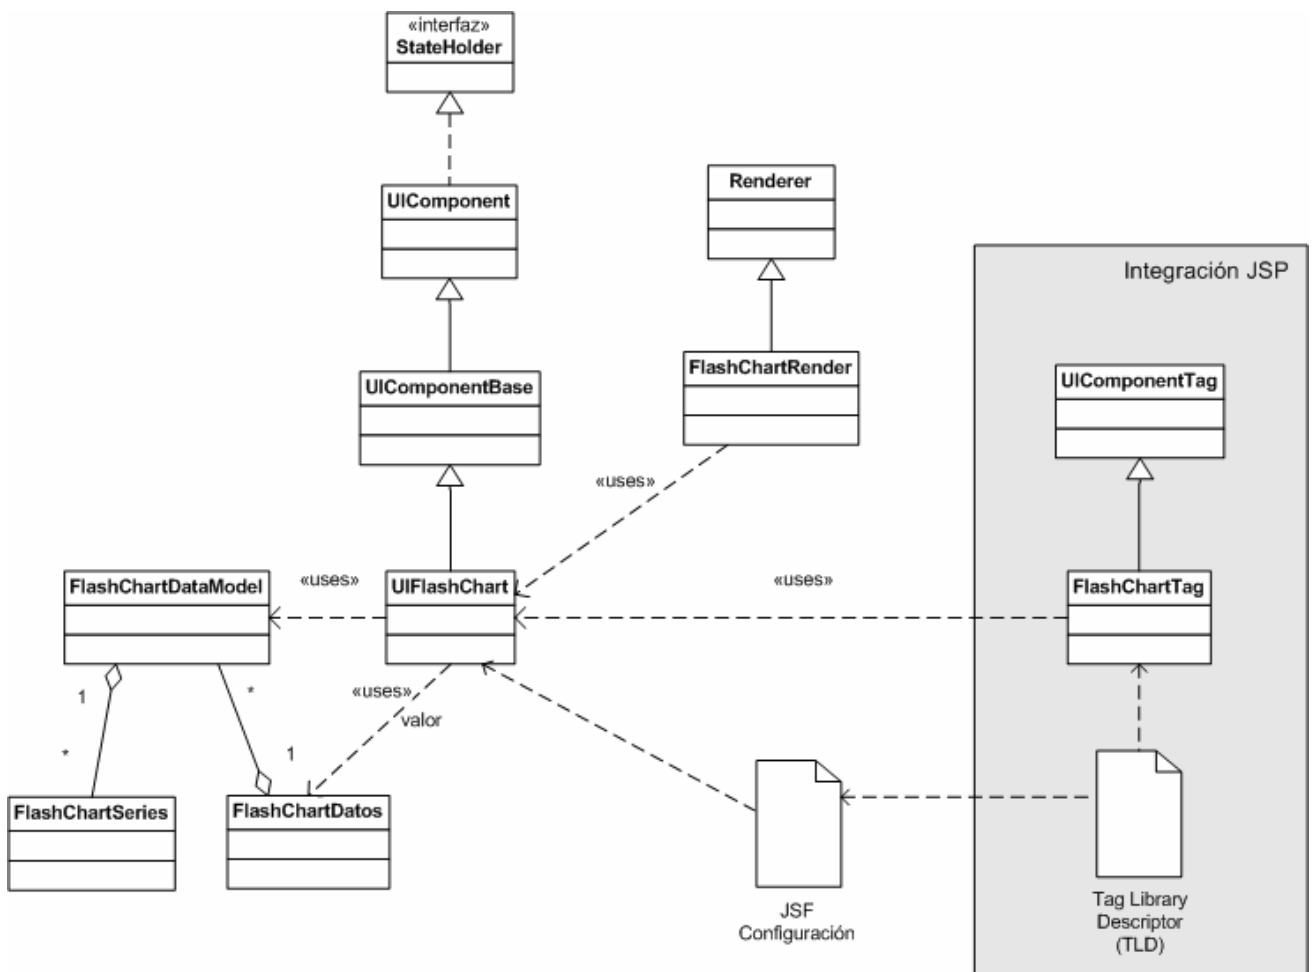 «interfaz»
StateHolder
UIComponent
Renderer
Integración JSP
UIComponentBase
FlashChartRender
UIComponentTag
«uses»
FlashChartDataModel
«uses»
UIFlashChart
«uses»
FlashChartTag
1
*
«uses»
valor
*
1
FlashChartSeries
FlashChartDatos
JSF
Configuración
Tag Library
Descriptor
(TLD)